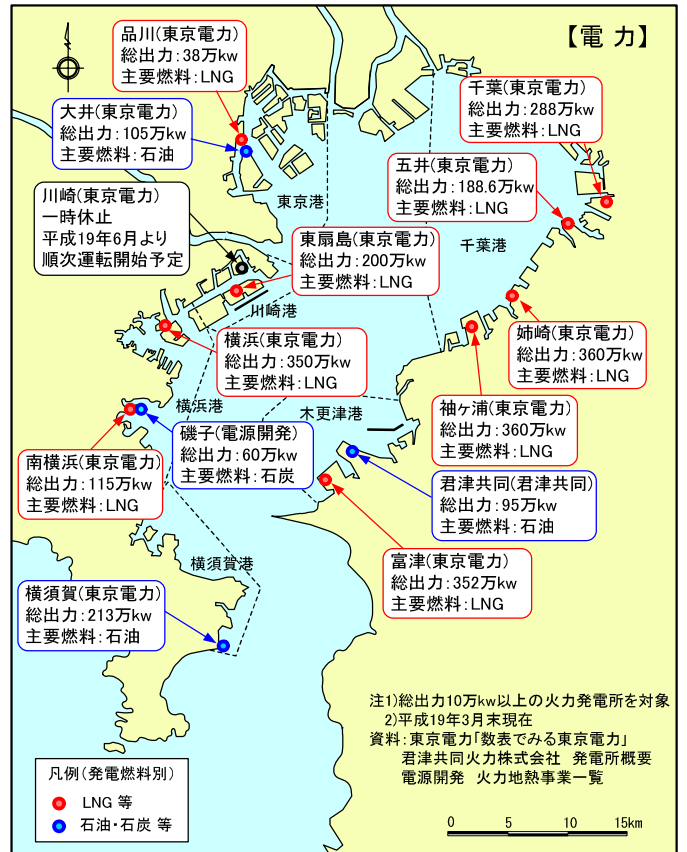 【電 力】
品川(東京電力)
総出力:38万kw
主要燃料:LNG
大井(東京電力)
総出力:105万kw
主要燃料:石油
川崎(東京電力)
一時休止
平成19年6月より
順次運転開始予定
千葉(東京電力)
総出力:288万kw
主要燃料:LNG
五井(東京電力)
総出力:188.6万kw
主要燃料:LNG
東京港
千葉港
東扇島(東京電力)
総出力:200万kw
主要燃料:LNG
川崎港
横浜(東京電力)
総出力:350万kw
主要燃料:LNG
姉崎(東京電力)
総出力:360万kw
主要燃料:LNG
袖ヶ浦(東京電力)
総出力:360万kw
主要燃料:LNG
横浜港
木更津港
磯子(電源開発)
総出力:60万kw
主要燃料:石炭
南横浜(東京電力)
総出力:115万kw
主要燃料:LNG
君津共同(君津共同)
総出力:95万kw
主要燃料:石油
富津(東京電力)
総出力:352万kw
主要燃料:LNG
横須賀港
横須賀(東京電力)
総出力:213万kw
主要燃料:石油
注1)総出力10万kw以上の火力発電所を対象
2)平成19年3月末現在
資料:東京電力「数表でみる東京電力」
君津共同火力株式会社 発電所概要
電源開発 火力地熱事業一覧
凡例(発電燃料別)
LNG 等
石油・石炭 等
0 5 10 15km